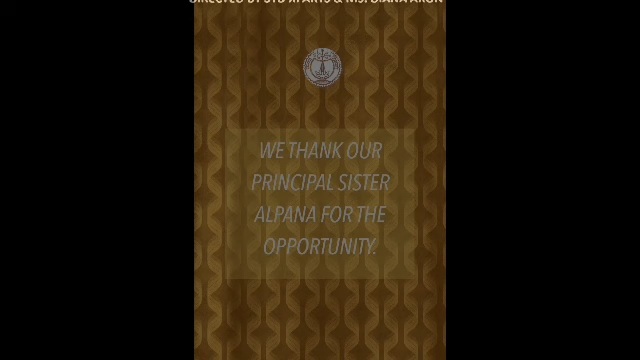 WE THANK OUR
PRINCIPAL SISTER
ALPANA FOR THE
OPPORTUNITY.